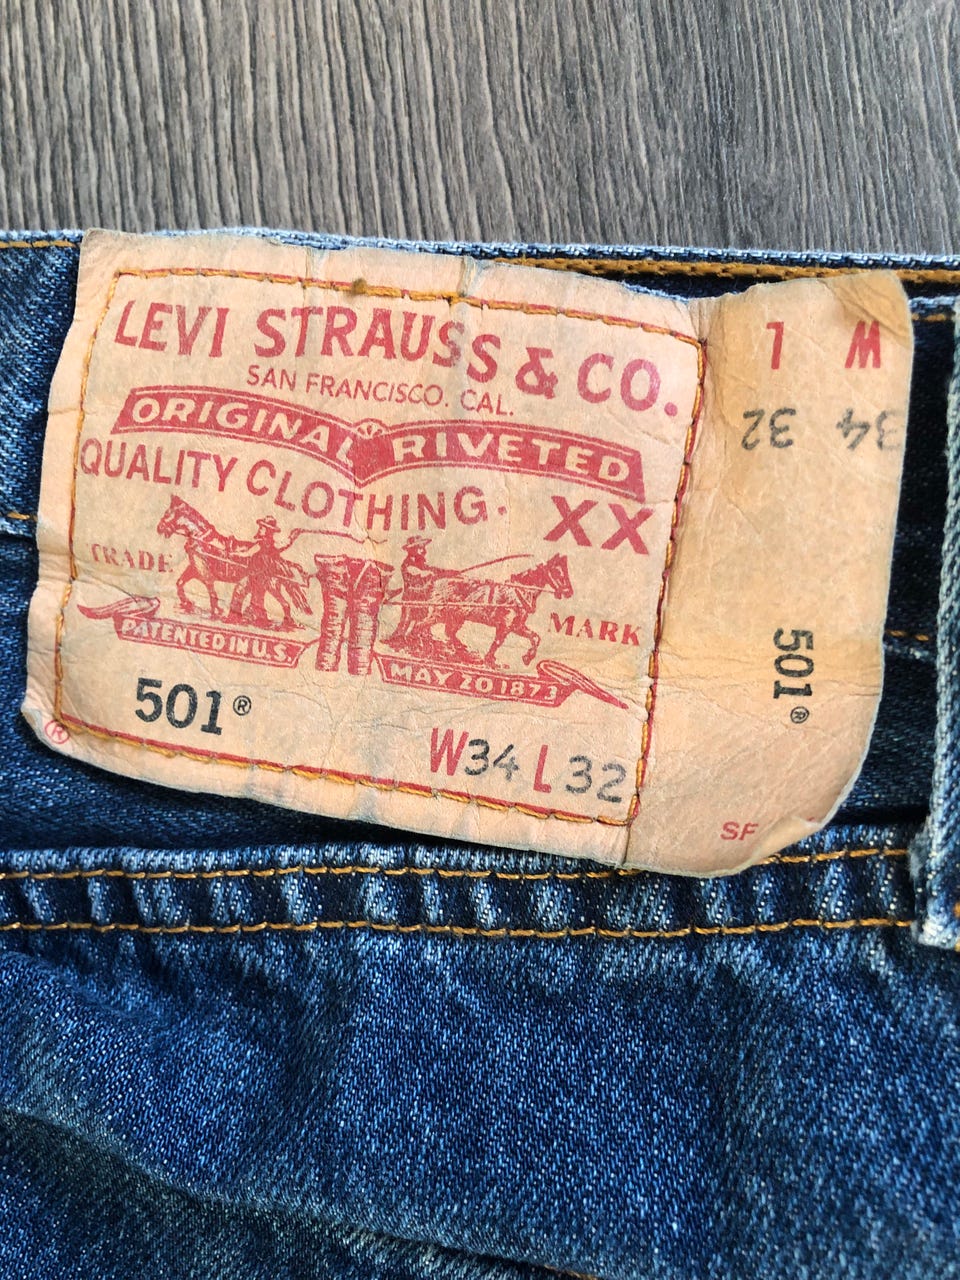 LEVI STRAUSS & CO.
SAN FRANCISCO. CAL.
ORIGINAL RIVETED
QUALITY CLOTHING.
XX
TRADE MARK
PATENTED IN U.S.
MAY 20 1873
501®
W34 L32
®
L W
32 34
501®
SF